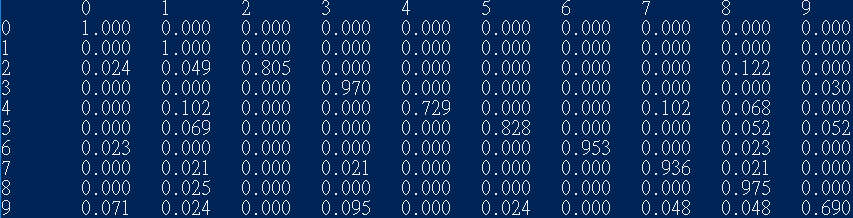 0 1 2 3 4 5 6 7 8 9
0 1.000 0.000 0.000 0.000 0.000 0.000 0.000 0.000 0.000 0.000
1 0.000 1.000 0.000 0.000 0.000 0.000 0.000 0.000 0.000 0.000
2 0.024 0.049 0.805 0.000 0.000 0.000 0.000 0.000 0.122 0.000
3 0.000 0.000 0.000 0.970 0.000 0.000 0.000 0.000 0.000 0.030
4 0.000 0.102 0.000 0.000 0.729 0.000 0.000 0.102 0.068 0.000
5 0.000 0.069 0.000 0.000 0.000 0.828 0.000 0.000 0.052 0.052
6 0.023 0.000 0.000 0.000 0.000 0.000 0.953 0.000 0.023 0.000
7 0.000 0.021 0.000 0.021 0.000 0.000 0.000 0.936 0.021 0.000
8 0.000 0.025 0.000 0.000 0.000 0.000 0.000 0.000 0.975 0.000
9 0.071 0.024 0.000 0.095 0.000 0.024 0.000 0.048 0.048 0.690